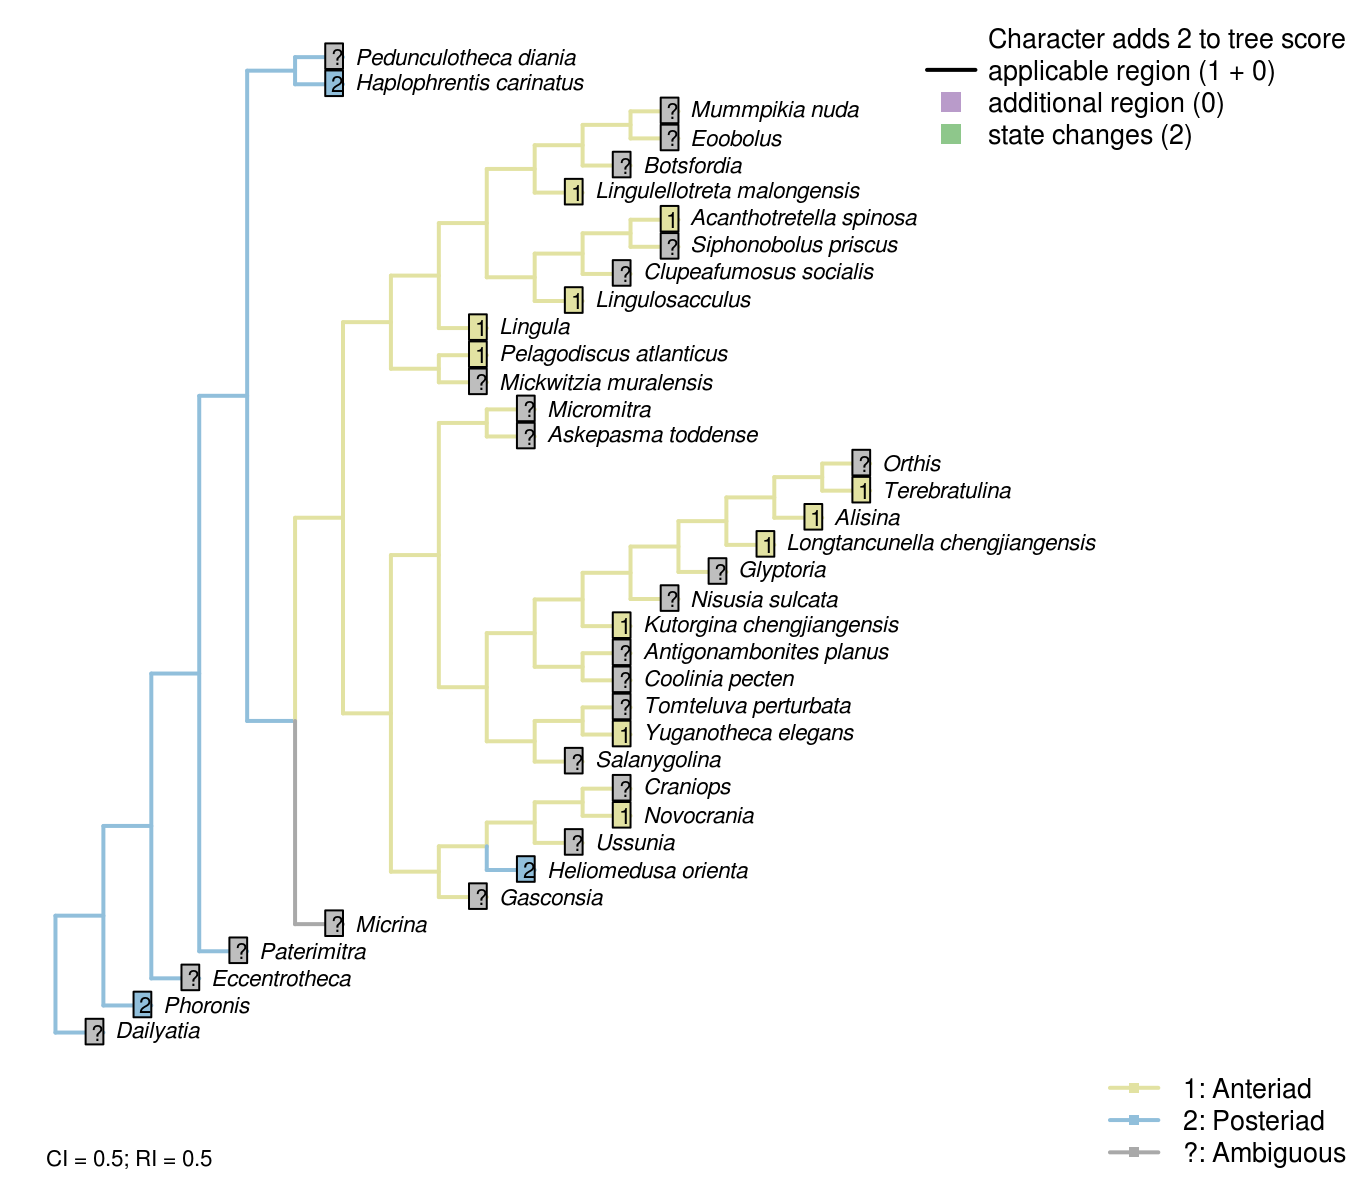 Character adds 2 to tree score
applicable region (1 + 0)
additional region (0)
state changes (2)
? Pedunculotheca diania
2 Haplophrentis carinatus
? Mummpikia nuda
? Eoobolus
? Botsfordia
1 Lingulellotreta malongensis
1 Acanthotretella spinosa
? Siphonobolus priscus
? Clupeafumosus socialis
1 Lingulosacculus
1 Lingula
1 Pelagodiscus atlanticus
? Mickwitzia muralensis
? Micromitra
? Askepasma toddense
? Orthis
1 Terebratulina
1 Alisina
1 Longtancunella chengjiangensis
? Glyptoria
? Nisusia sulcata
1 Kutorgina chengjiangensis
? Antigonambonites planus
? Coolinia pecten
? Tomteluva perturbata
1 Yuganotheca elegans
? Salanygolina
? Craniops
1 Novocrania
? Ussunia
2 Heliomedusa orienta
? Gasconsia
? Micrina
? Paterimitra
? Eccentrotheca
2 Phoronis
? Dailyatia
1: Anteriad
2: Posteriad
?: Ambiguous
CI = 0.5; RI = 0.5